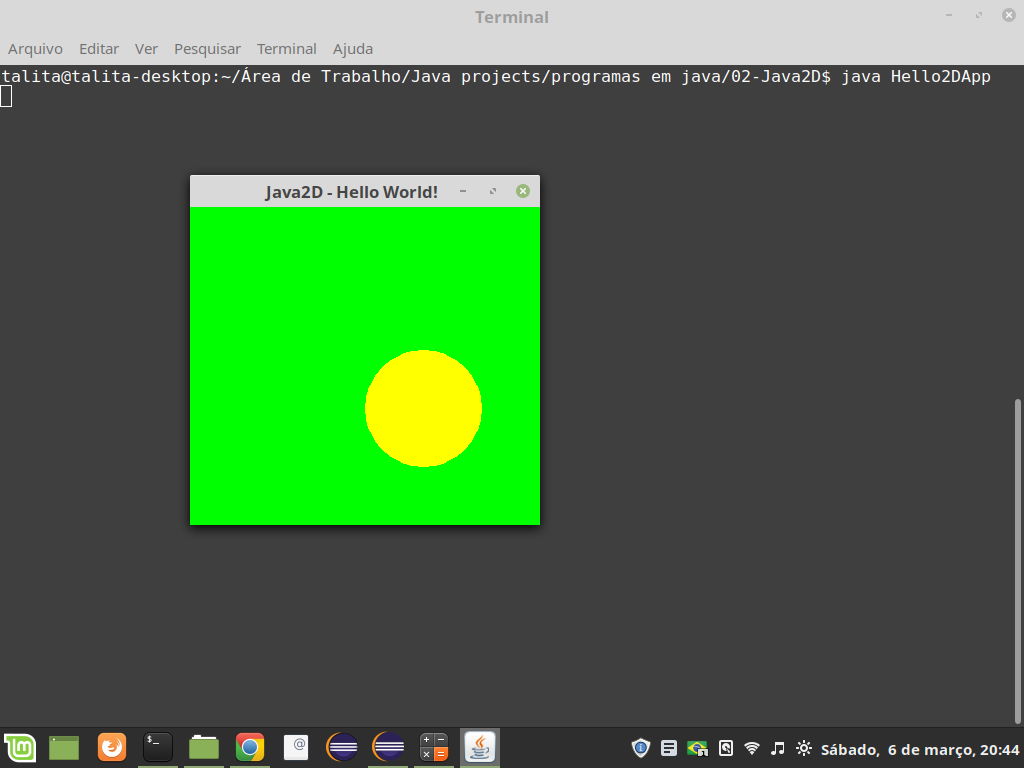 Terminal
Arquivo Editar Ver Pesquisar Terminal Ajuda
talita@talita-desktop:~/Área de Trabalho/Java projects/programas em java/02-Java2D$ java Hello2DApp
Java2D - Hello World!
Sábado, 6 de março, 20:44